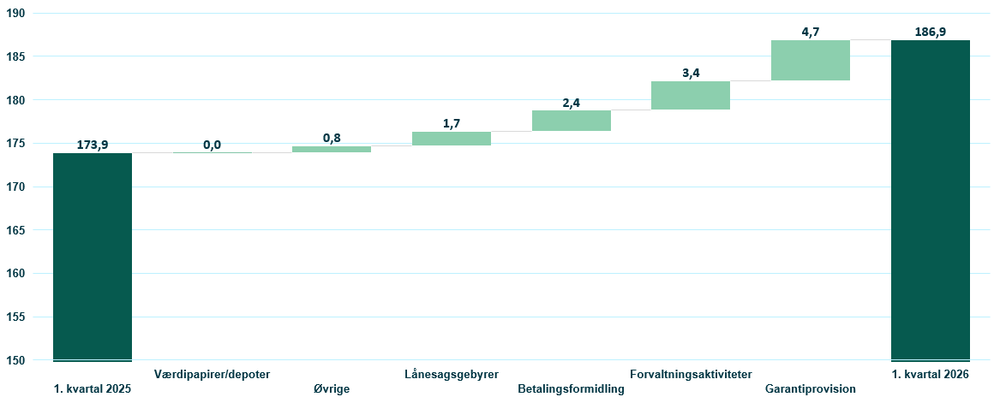 190
185
180
175
170
165
160
155
150
173,9
0,0
0,8
1,7
2,4
3,4
4,7
186,9
1. kvartal 2025
Værdipapirer/depoter
Øvrige
Lånesagsgebyrer
Betalingsformidling
Forvaltningsaktiviteter
Garantiprovision
1. kvartal 2026